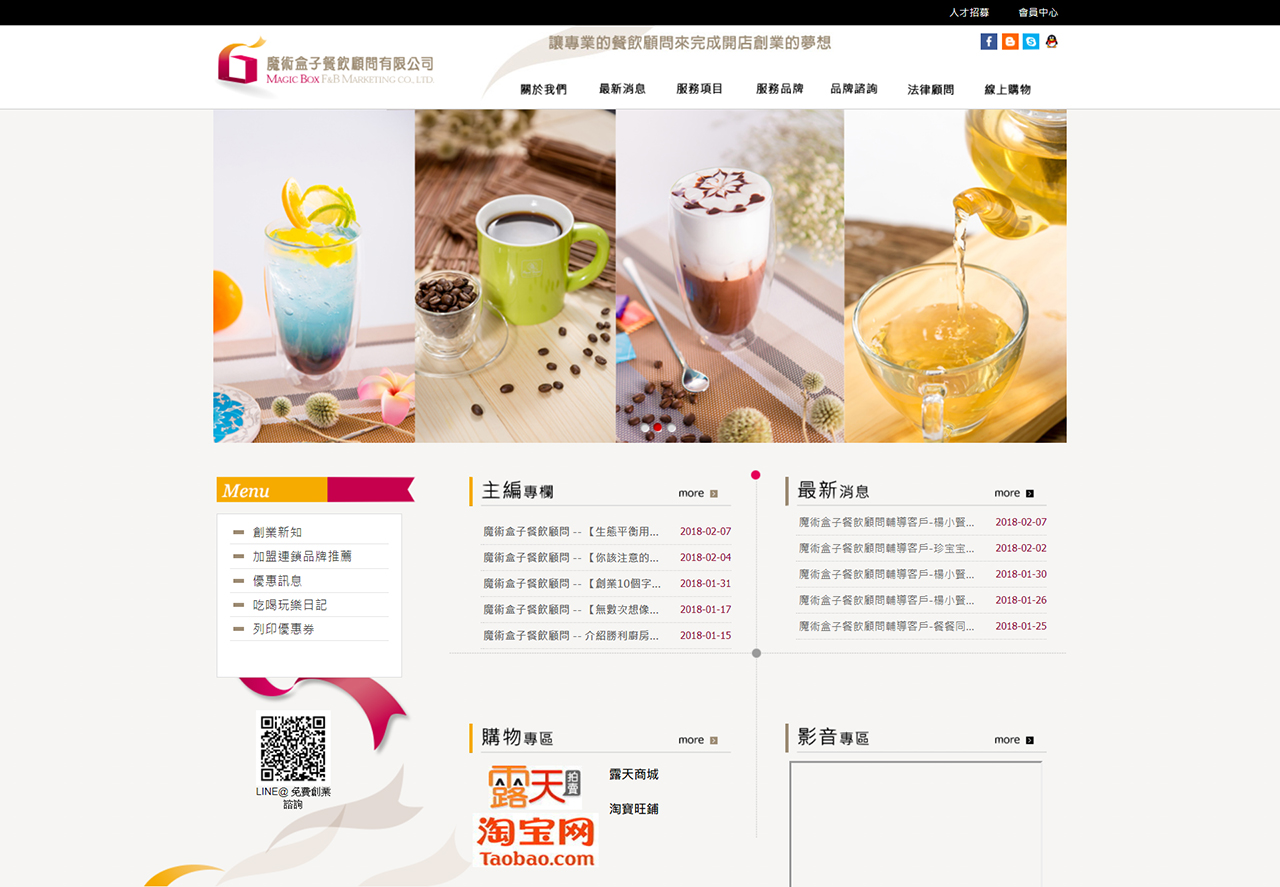 人才招募 會員中心
讓專業的餐飲顧問來完成開店創業的夢想
魔術盒子餐飲顧問有限公司
MAGIC BOX F&B MARKETING CO., LTD.
關於我們 最新消息 服務項目 服務品牌 品牌諮詢 法律顧問 線上購物
Menu
創業新知
加盟連鎖品牌推薦
優惠訊息
吃喝玩樂日記
列印優惠券
LINE@ 免費創業
諮詢
主編專欄 more
魔術盒子餐飲顧問 -- 【生態平衡用... 2018-02-07
魔術盒子餐飲顧問 -- 【你該注意的... 2018-02-04
魔術盒子餐飲顧問 -- 【創業10個字... 2018-01-31
魔術盒子餐飲顧問 -- 【無數次想像... 2018-01-17
魔術盒子餐飲顧問 -- 介紹勝利廚房... 2018-01-15
最新消息 more
魔術盒子餐飲顧問輔導客戶-楊小賢... 2018-02-07
魔術盒子餐飲顧問輔導客戶-珍宝宝... 2018-02-02
魔術盒子餐飲顧問輔導客戶-楊小賢... 2018-01-30
魔術盒子餐飲顧問輔導客戶-楊小賢... 2018-01-26
魔術盒子餐飲顧問輔導客戶-餐餐同... 2018-01-25
購物專區 more
露天拍賣
露天商城
淘宝网
Taobao.com
淘寶旺鋪
影音專區 more